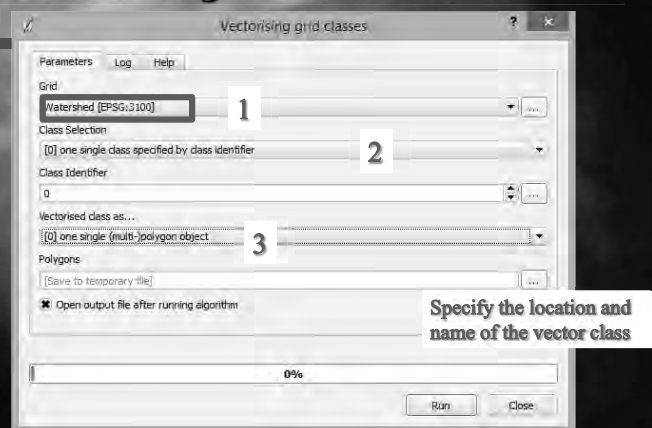 Vectorising grid classes ?
Parameters Log Help
Grid
Watershed [EPSG:3100] 1 ...
Class Selection
[0] one single class specified by class identifier 2
Class Identifier
0 ...
Vectorised class as...
[0] one single (multi-)polygon object 3
Polygons
[Save to temporary file] ...
Open output file after running algorithm
Specify the location and
name of the vector class
0%
Run Close